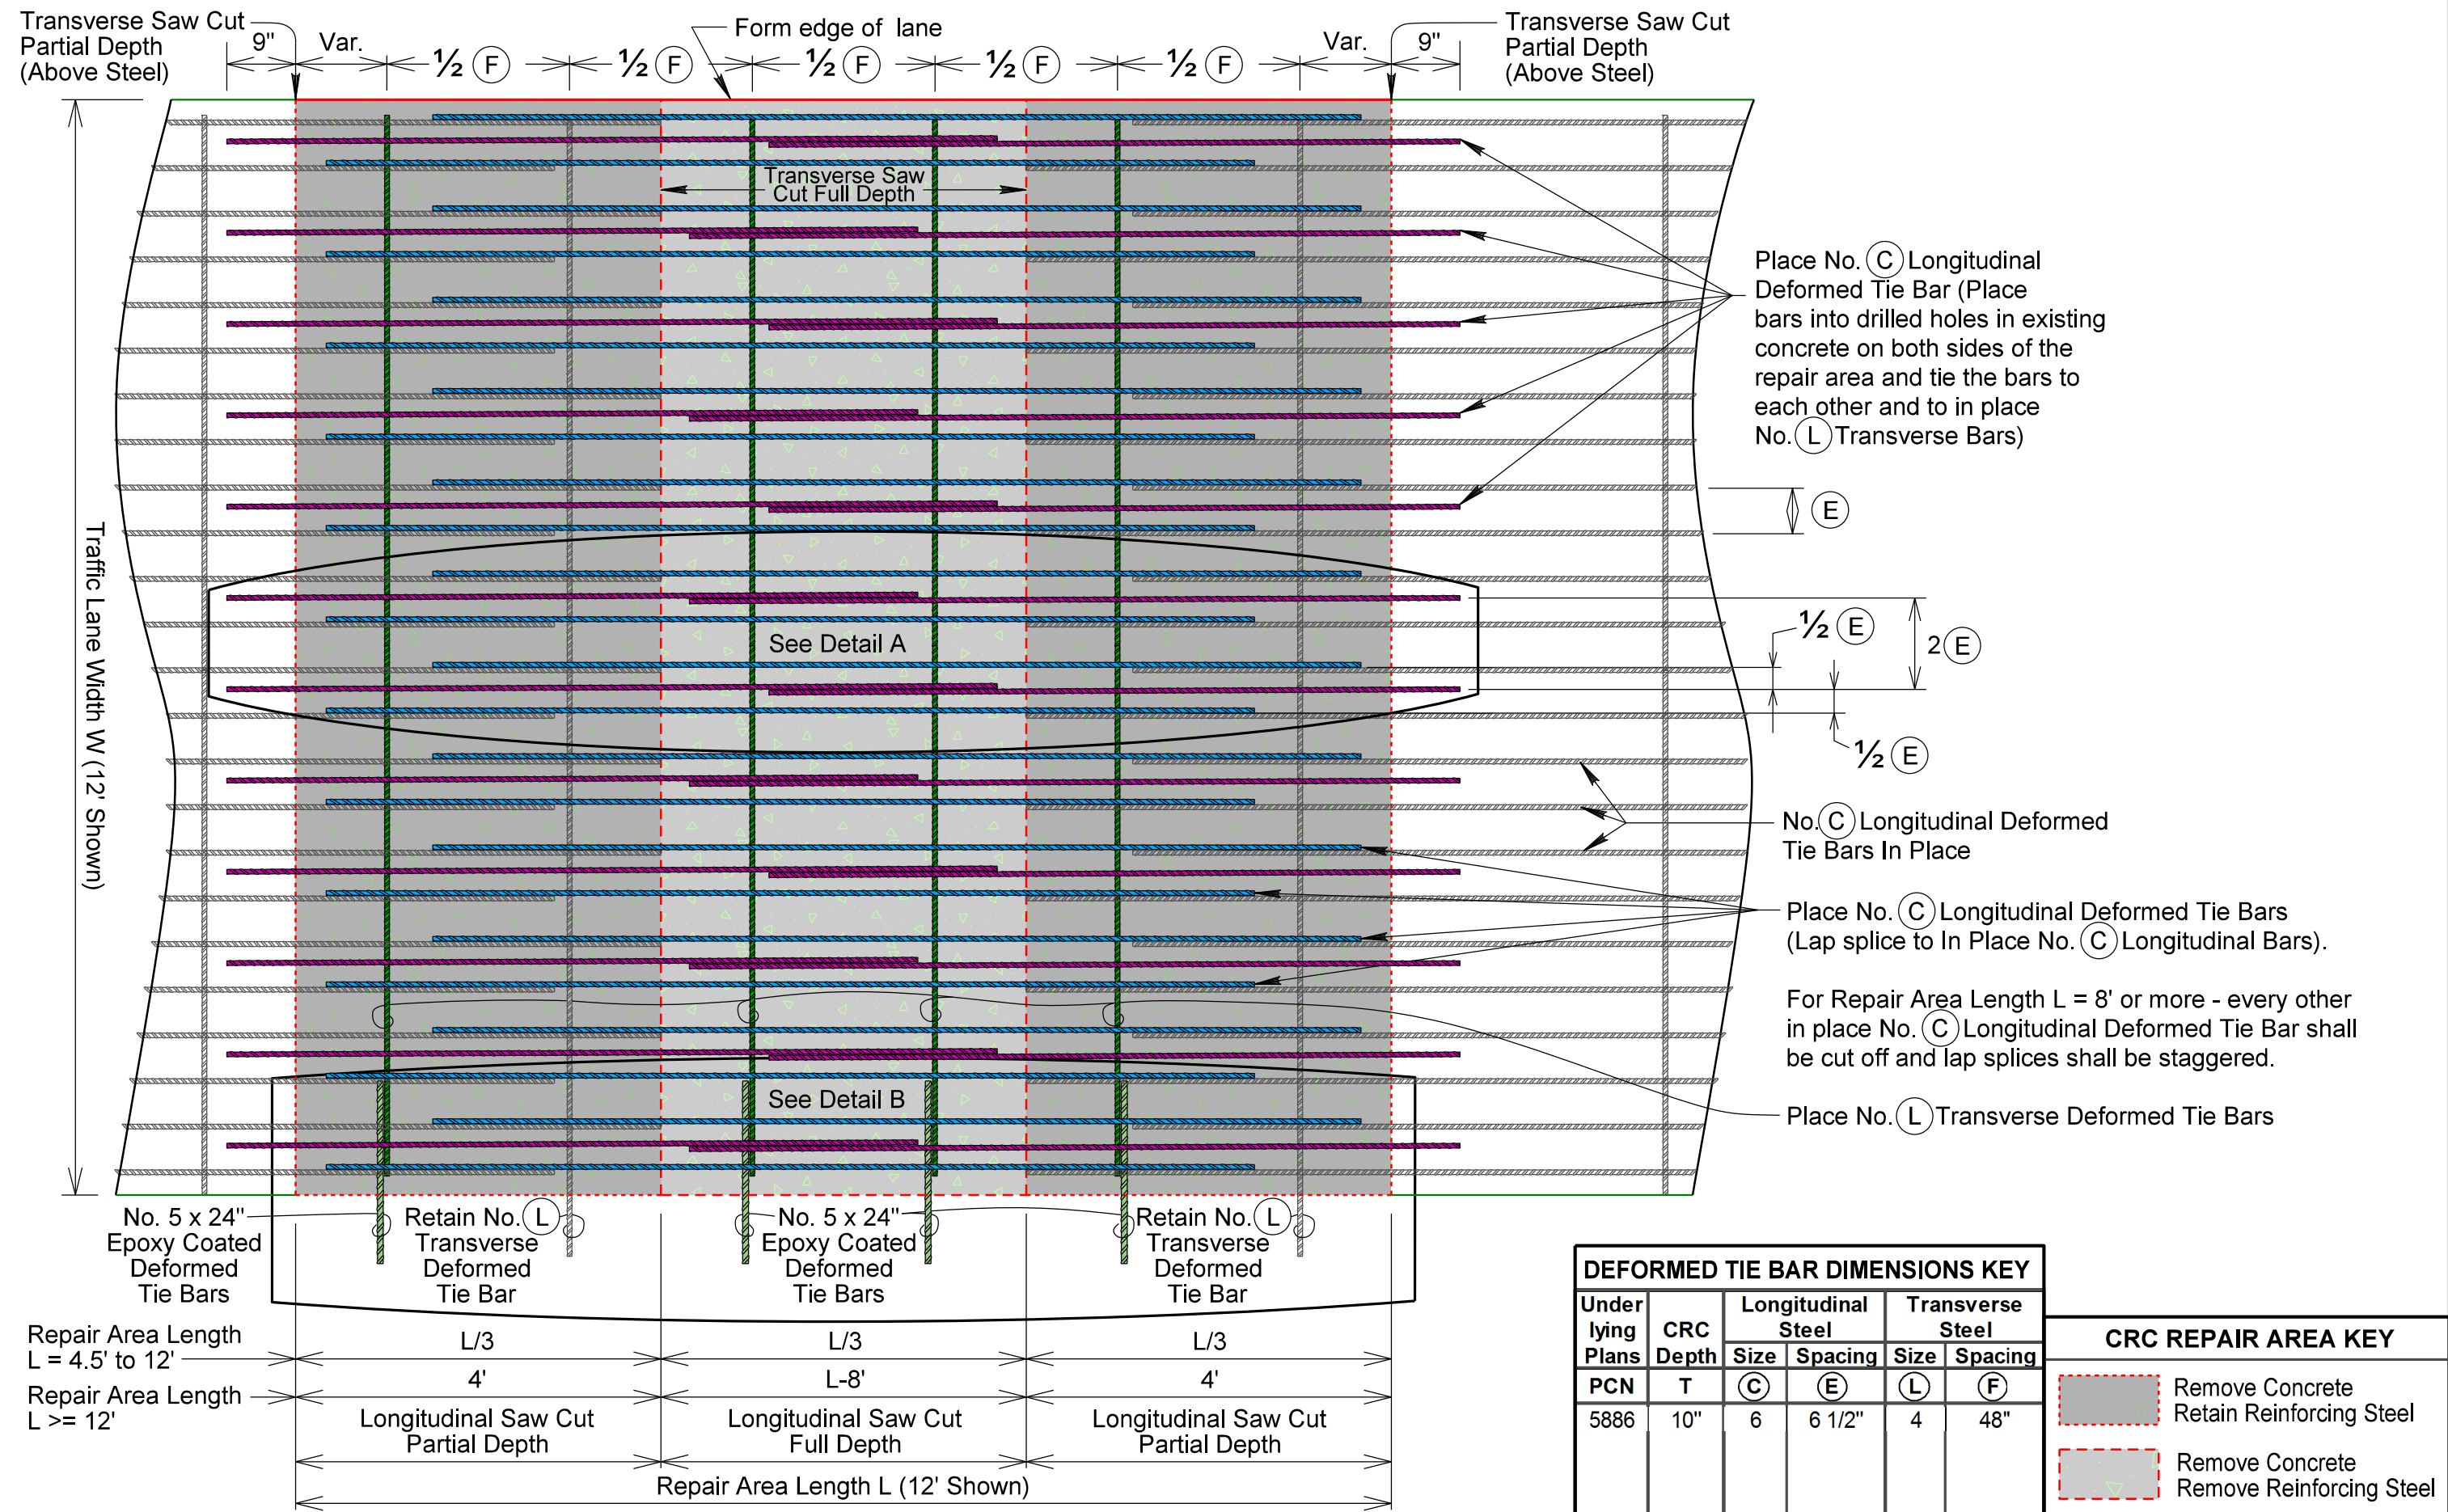 Transverse Saw Cut
Partial Depth
(Above Steel)
9"
Var.
½ F
½ F
Form edge of lane
½ F
½ F
½ F
Var.
9"
Transverse Saw Cut
Partial Depth
(Above Steel)
Transverse Saw
Cut Full Depth
Place No. C Longitudinal
Deformed Tie Bar (Place
bars into drilled holes in existing
concrete on both sides of the
repair area and tie the bars to
each other and to in place
No. L Transverse Bars)
E
Traffic Lane Width W (12' Shown)
See Detail A
½ E
2 E
½ E
No. C Longitudinal Deformed
Tie Bars In Place
Place No. C Longitudinal Deformed Tie Bars
(Lap splice to In Place No. C Longitudinal Bars).
For Repair Area Length L = 8' or more - every other
in place No. C Longitudinal Deformed Tie Bar shall
be cut off and lap splices shall be staggered.
See Detail B
Place No. L Transverse Deformed Tie Bars
No. 5 x 24"
Epoxy Coated
Deformed
Tie Bars
Retain No. L
Transverse
Deformed
Tie Bar
No. 5 x 24"
Epoxy Coated
Deformed
Tie Bars
Retain No. L
Transverse
Deformed
Tie Bar
Repair Area Length
L = 4.5' to 12'
L/3
L/3
L/3
Repair Area Length
L >= 12'
4'
L-8'
4'
Longitudinal Saw Cut
Partial Depth
Longitudinal Saw Cut
Full Depth
Longitudinal Saw Cut
Partial Depth
Repair Area Length L (12' Shown)
DEFORMED TIE BAR DIMENSIONS KEY
Under
lying
Plans
CRC
Depth
Longitudinal
Steel
Transverse
Steel
Size
Spacing
Size
Spacing
PCN
T
C
E
L
F
5886
10"
6
6 1/2"
4
48"
CRC REPAIR AREA KEY
Remove Concrete
Retain Reinforcing Steel
Remove Concrete
Remove Reinforcing Steel